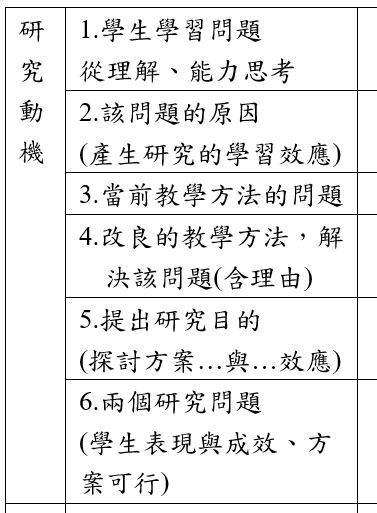 研究動機
1.學生學習問題
從理解、能力思考
2.該問題的原因
(產生研究的學習效應)
3.當前教學方法的問題
4.改良的教學方法，解
決該問題(含理由)
5.提出研究目的
(探討方案…與…效應)
6.兩個研究問題
(學生表現與成效、方
案可行)